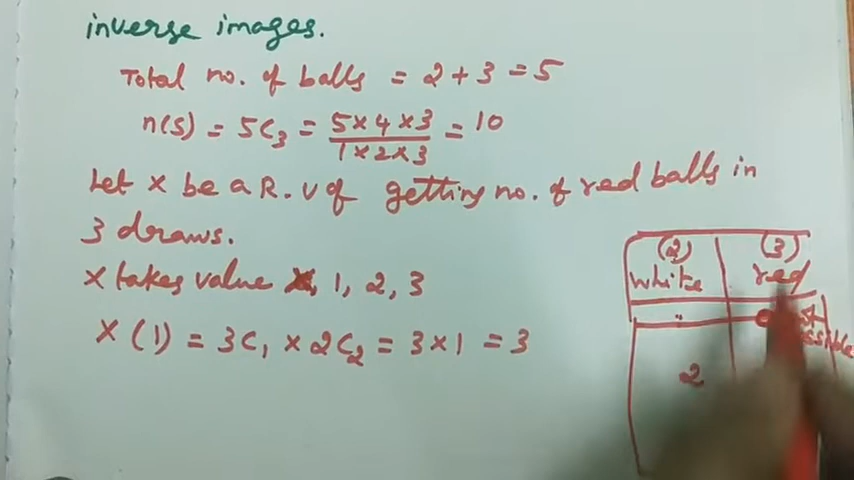 inverse images.
Total no. of balls = 2 + 3 = 5
n(s) = 5C₃ = 5×4×3 / 1×2×3 = 10
Let x be a R.V of getting no. of red balls in
3 draws.
x takes value 1, 2, 3
X (1) = 3C₁ × 2C₂ = 3×1 = 3
(2) (3)
white red
2